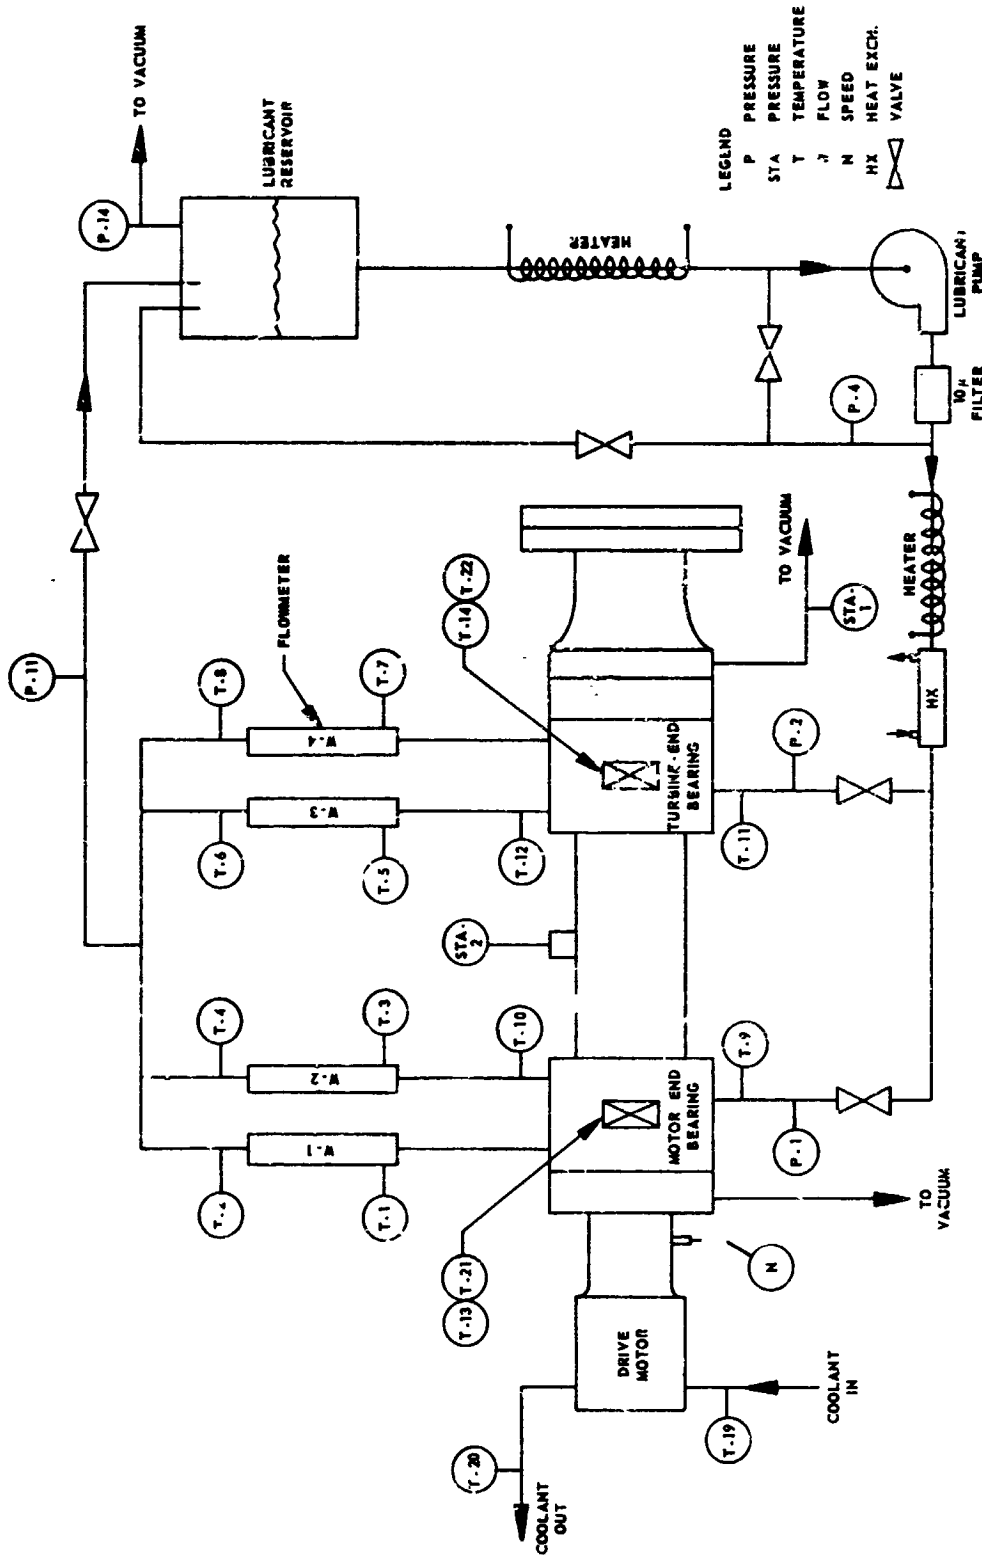 P-11
P-14
TO VACUUM
LUBRICANT
RESERVOIR
T-4
T-6
T-8
W-1
W-2
W-3
W-4
FLOWMETER
T-1
T-3
T-5
T-7
T-10
T-12
STA-
2
T-13
T-21
T-14
T-22
T-20
COOLANT
OUT
DRIVE
MOTOR
MOTOR END
BEARING
TURBINE-END
BEARING
HEATER
T-19
COOLANT
IN
N
TO
VACUUM
P-1
T-9
T-11
P-2
STA-
1
TO VACUUM
P-4
HX
HEATER
10μ
FILTER
LUBRICANT
PUMP
LEGEND
P PRESSURE
STA PRESSURE
T TEMPERATURE
FLOW
N SPEED
HX HEAT EXCH.
VALVE